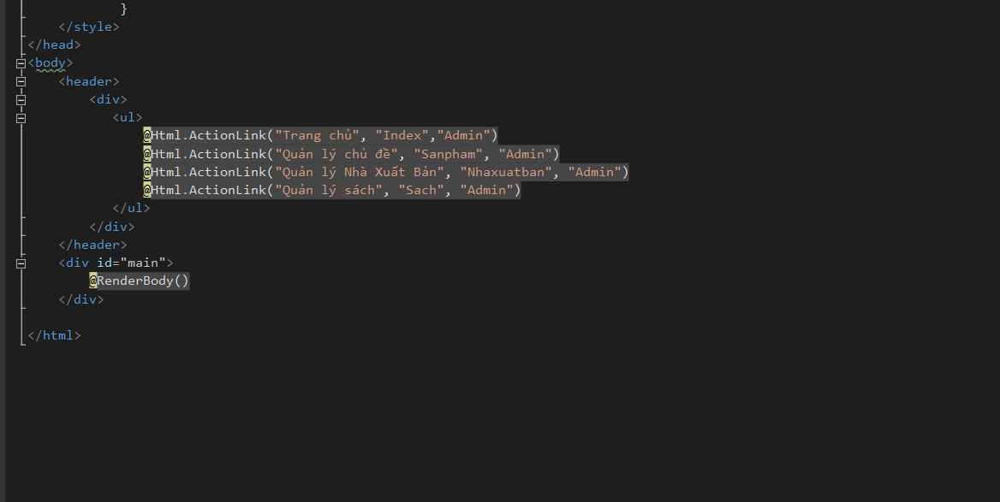 }
</style>
</head>
<body>
<header>
<div>
<ul>
@Html.ActionLink("Trang chủ", "Index","Admin")
@Html.ActionLink("Quản lý chủ đề", "Sanpham", "Admin")
@Html.ActionLink("Quản lý Nhà Xuất Bản", "Nhaxuatban", "Admin")
@Html.ActionLink("Quản lý sách", "Sach", "Admin")
</ul>
</div>
</header>
<div id="main">
@RenderBody()
</div>
</html>